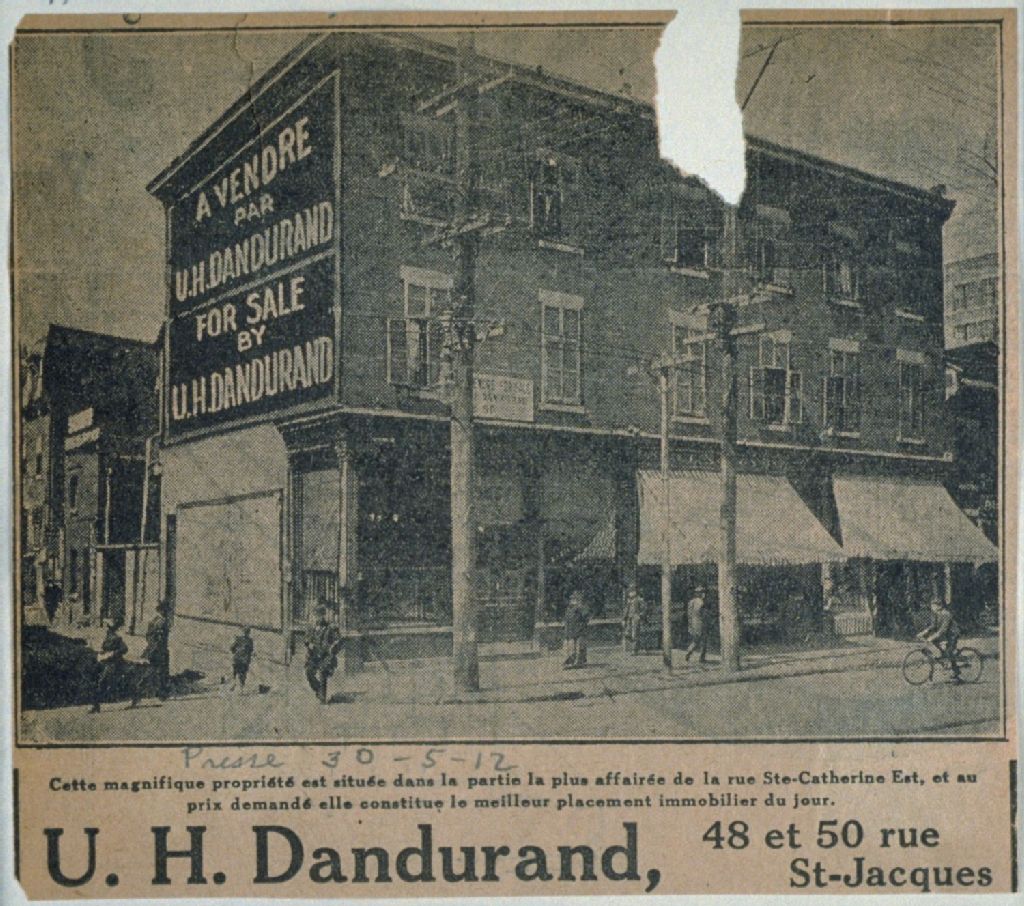 A VENDRE
PAR
U.H. DANDURAND
FOR SALE
BY
U.H. DANDURAND
Presse 30-5-12
Cette magnifique propriété est située dans la partie la plus affairée de la rue Ste-Catherine Est, et au
prix demandé elle constitue le meilleur placement immobilier du jour.
U. H. Dandurand, 48 et 50 rue
St-Jacques